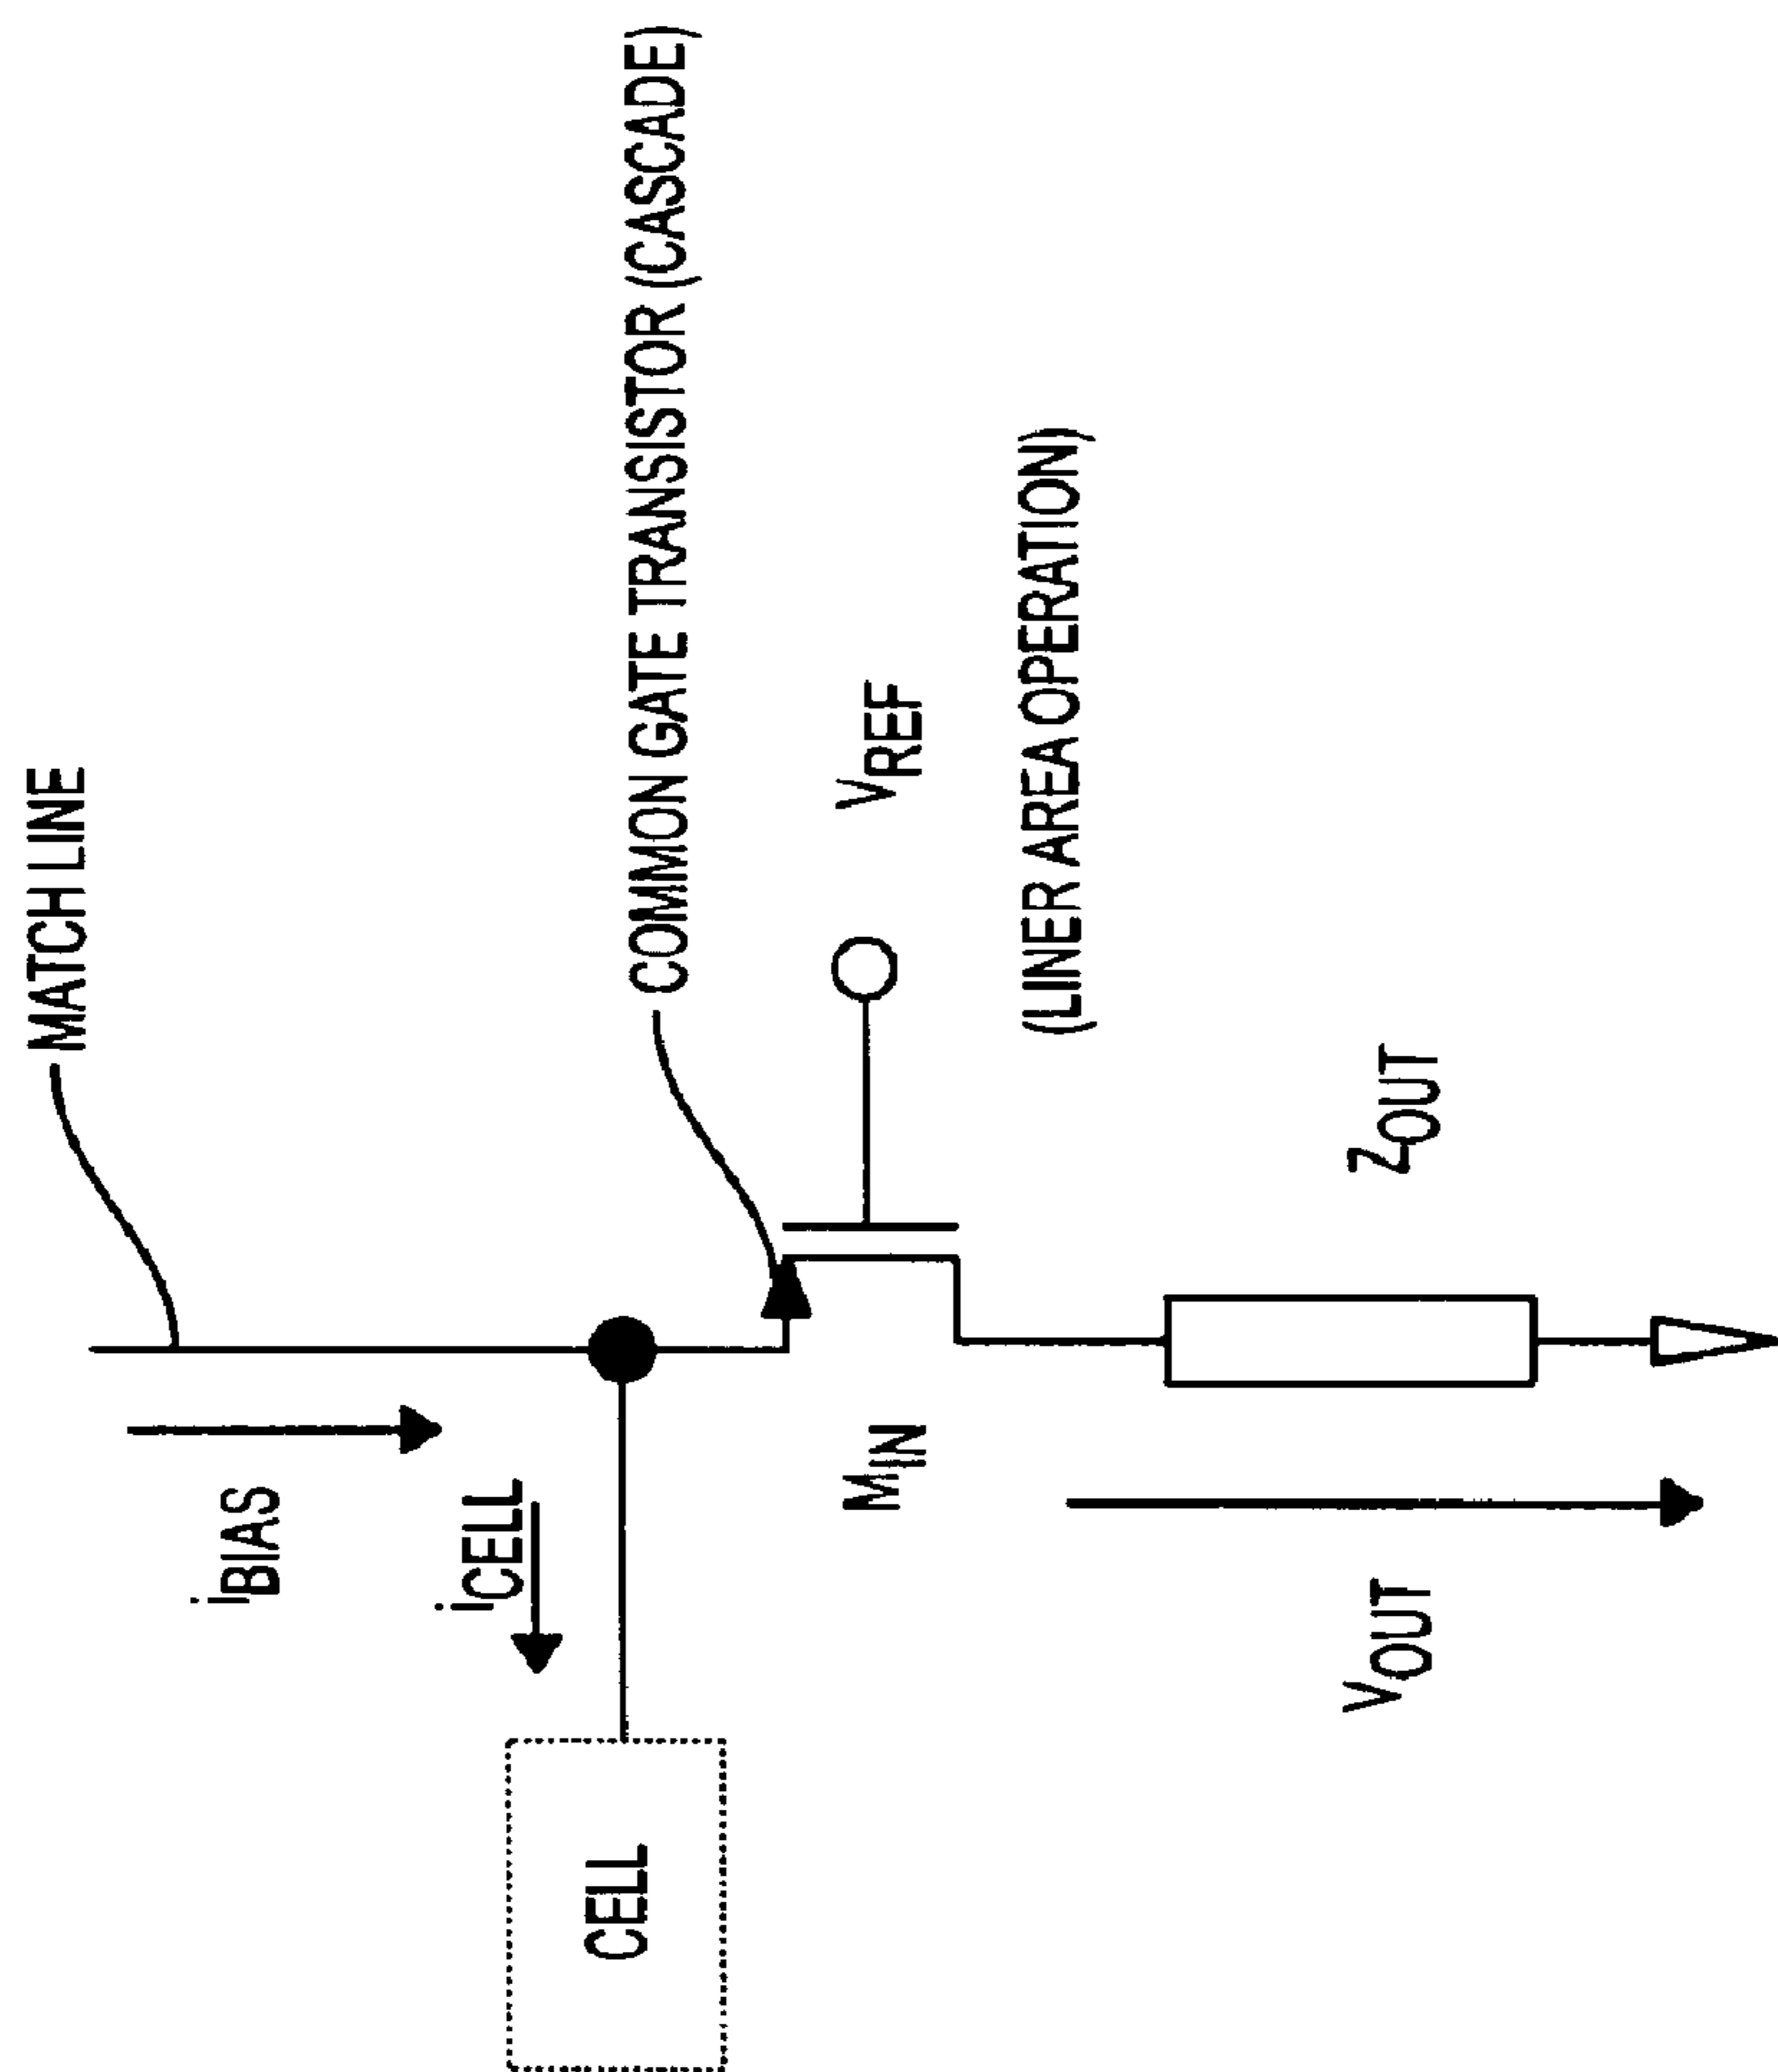 MATCH LINE
iBIAS
iCELL
CELL
COMMON GATE TRANSISTOR (CASCADE)
MIN
VREF
(LINER AREA OPERATION)
ZOUT
VOUT